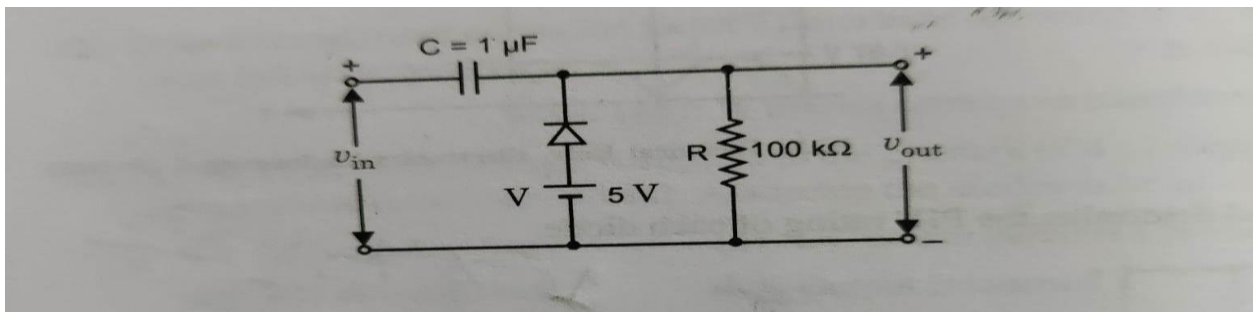 C = 1 μF
+
+
v_in
R
100 kΩ
v_out
V
5 V
−